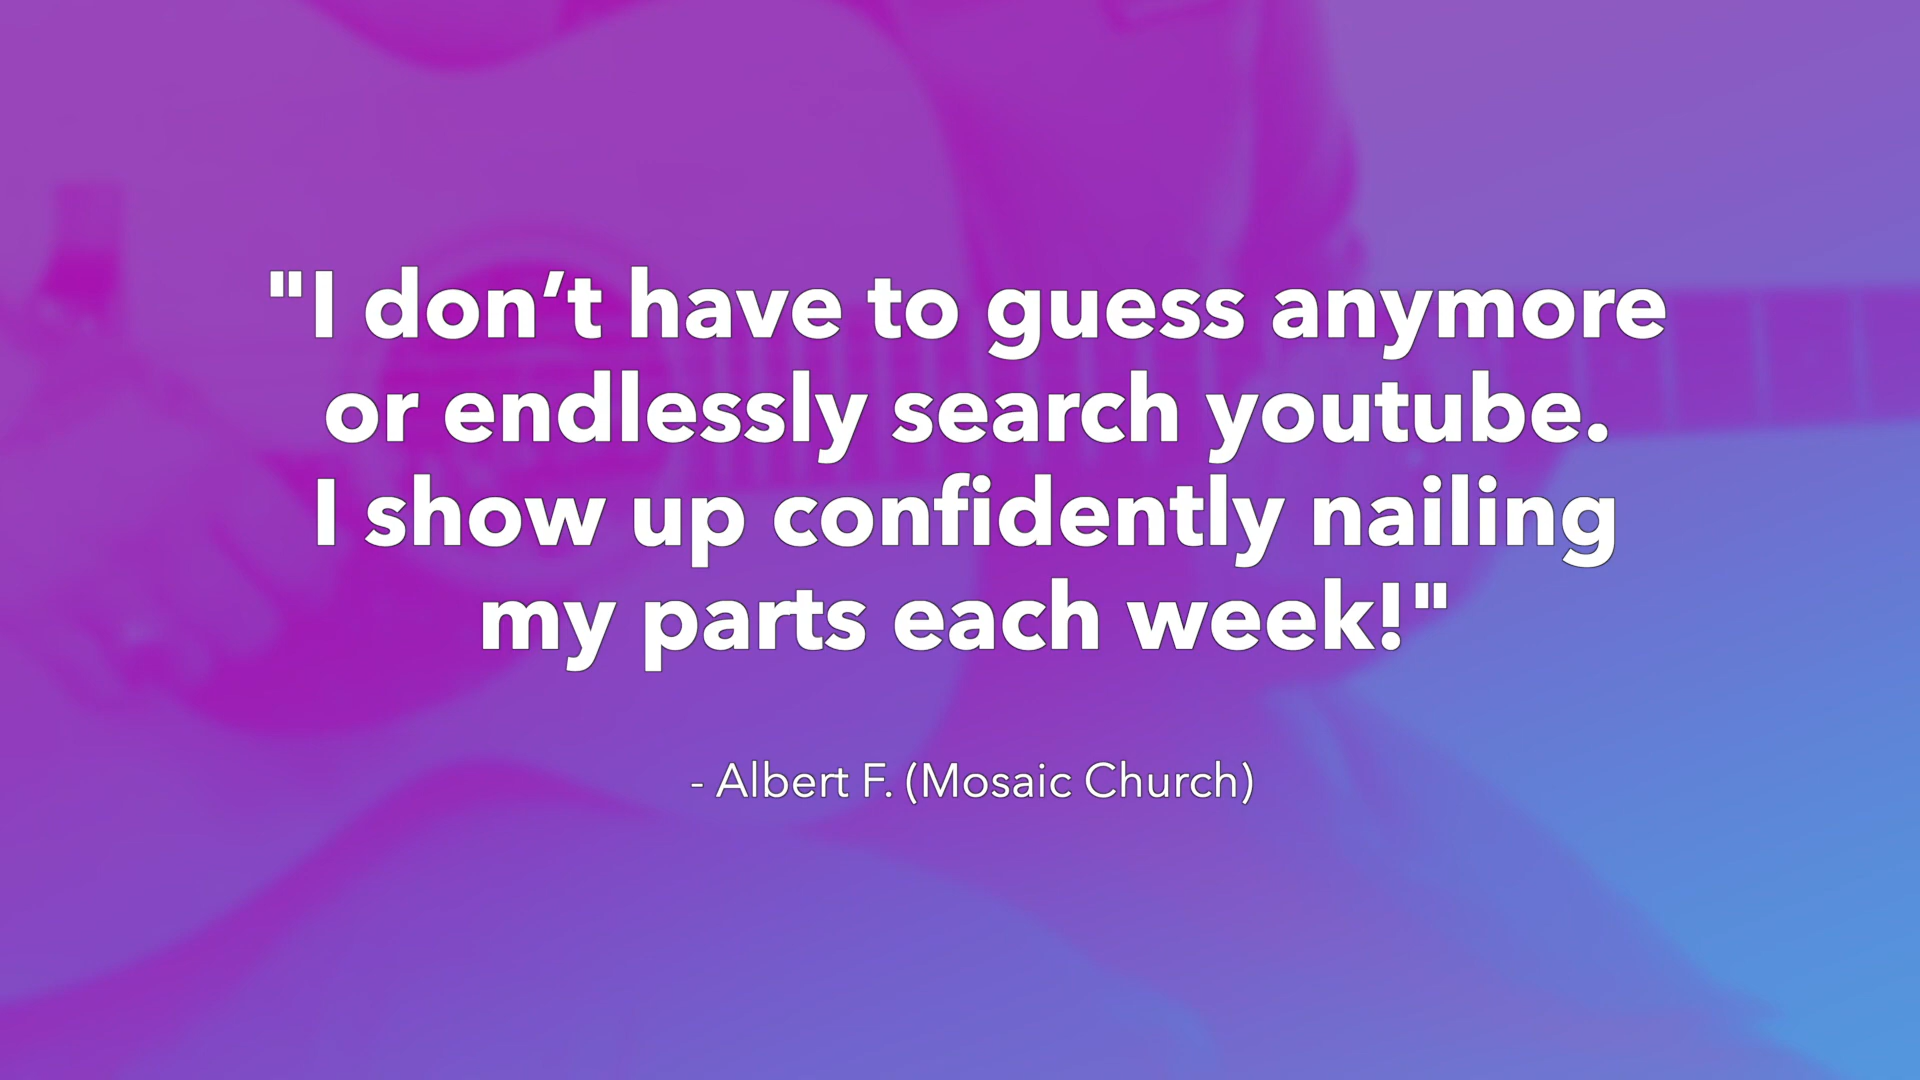 "I don’t have to guess anymore
or endlessly search youtube.
I show up confidently nailing
my parts each week!"
- Albert F. (Mosaic Church)